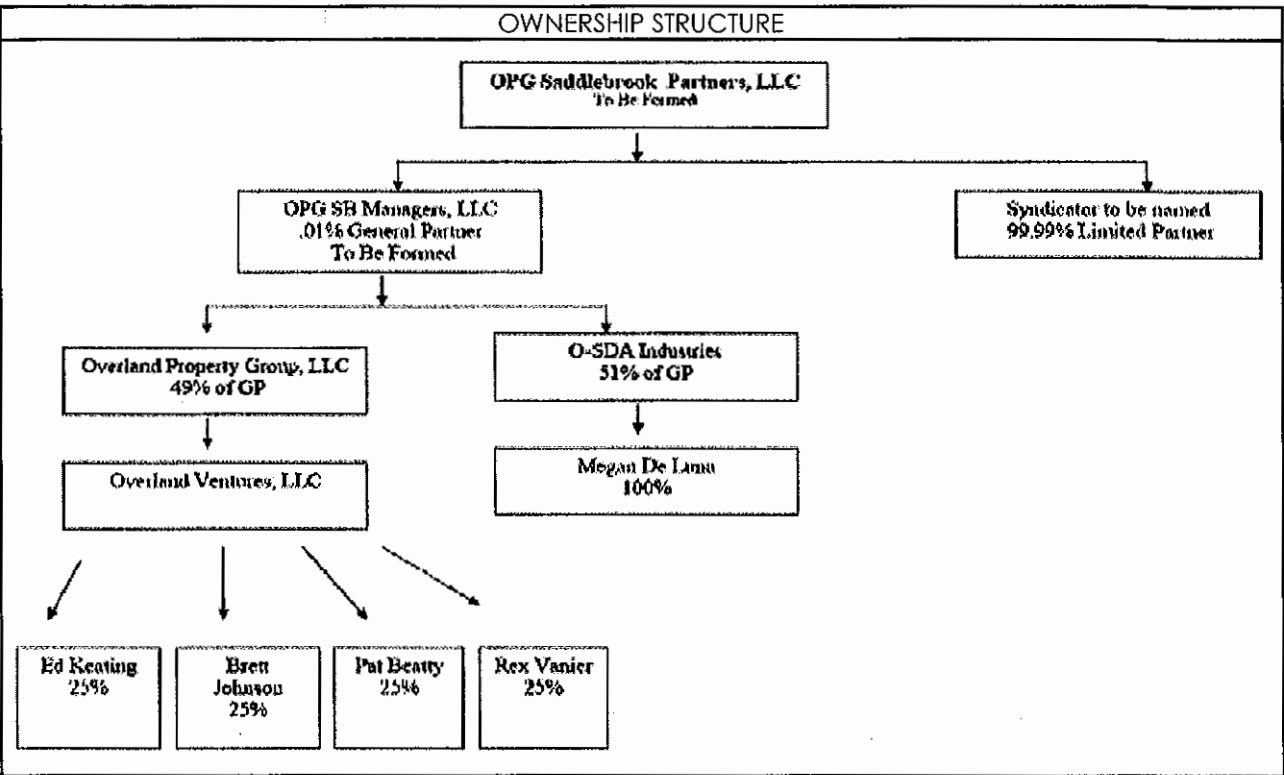 OWNERSHIP STRUCTURE
OPG Saddlebrook Partners, LLC
To Be Formed
OPG SB Managers, LLC
.01% General Partner
To Be Formed
Syndicator to be named
99.99% Limited Partner
Overland Property Group, LLC
49% of GP
O-SDA Industries
51% of GP
Overland Ventures, LLC
Megan De Luna
100%
Ed Keating
25%
Brett
Johnson
25%
Pat Beatty
25%
Rex Vanier
25%